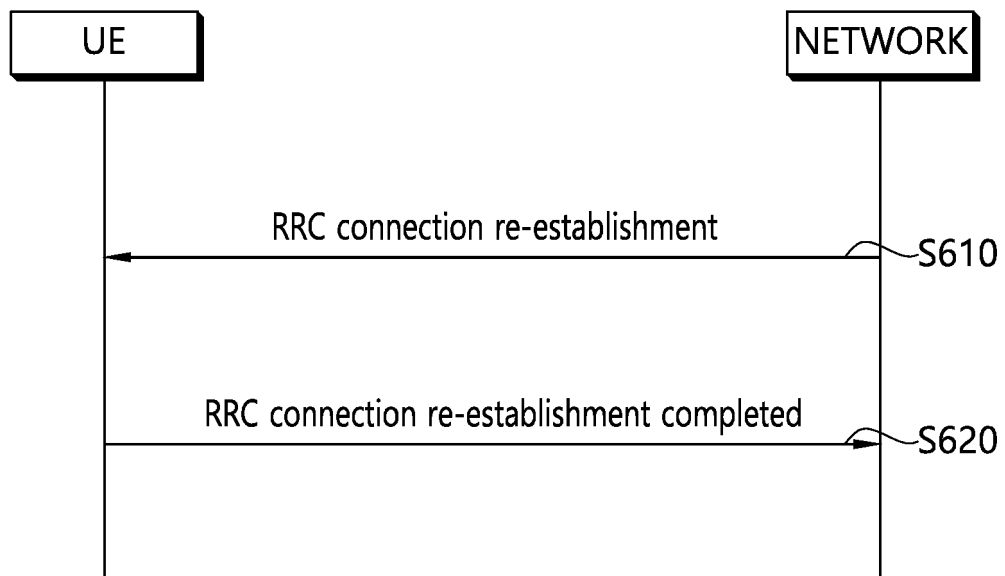 UE
NETWORK
RRC connection re-establishment
S610
RRC connection re-establishment completed
S620